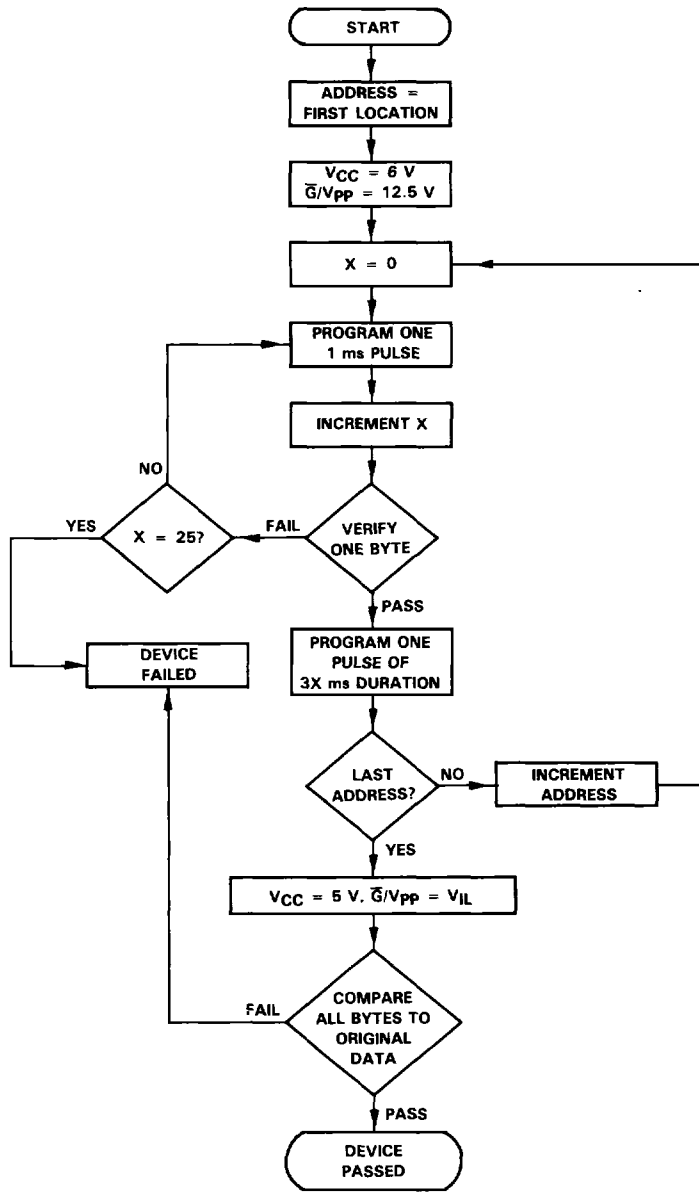 START
ADDRESS =
FIRST LOCATION
VCC = 6 V
G̅/VPP = 12.5 V
X = 0
PROGRAM ONE
1 ms PULSE
INCREMENT X
NO
YES
X = 25?
FAIL
VERIFY
ONE BYTE
PASS
DEVICE
FAILED
PROGRAM ONE
PULSE OF
3X ms DURATION
LAST
ADDRESS?
NO
INCREMENT
ADDRESS
YES
VCC = 5 V, G̅/VPP = VIL
FAIL
COMPARE
ALL BYTES TO
ORIGINAL
DATA
PASS
DEVICE
PASSED